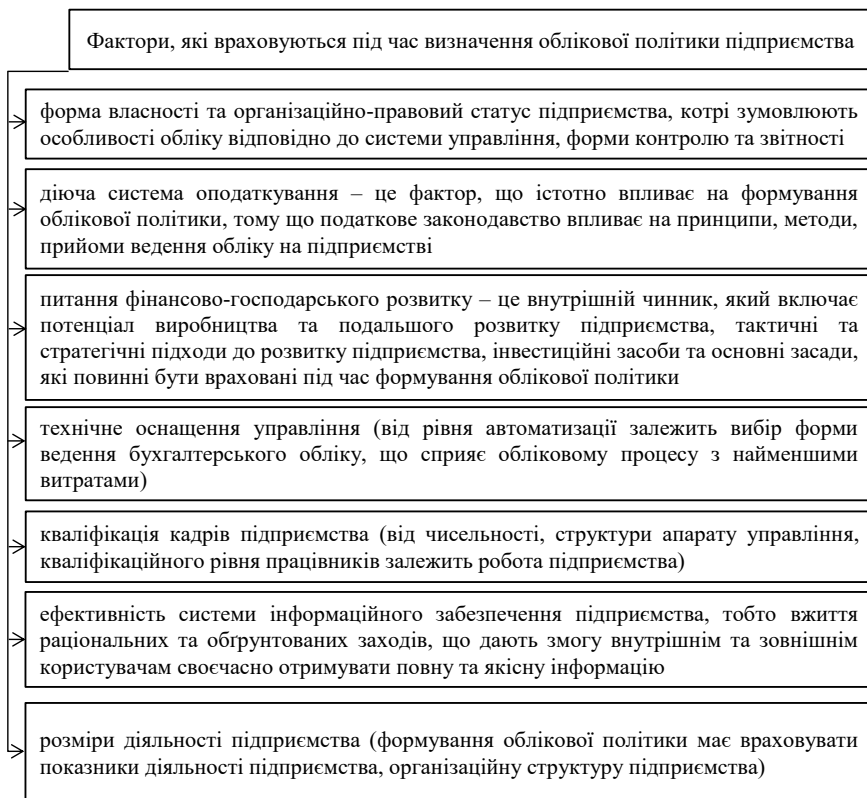 Фактори, які враховуються під час визначення облікової політики підприємства
форма власності та організаційно-правовий статус підприємства, котрі зумовлюють
особливості обліку відповідно до системи управління, форми контролю та звітності
діюча система оподаткування – це фактор, що істотно впливає на формування
облікової політики, тому що податкове законодавство впливає на принципи, методи,
прийоми ведення обліку на підприємстві
питання фінансово-господарського розвитку – це внутрішній чинник, який включає
потенціал виробництва та подальшого розвитку підприємства, тактичні та
стратегічні підходи до розвитку підприємства, інвестиційні засоби та основні засади,
які повинні бути враховані під час формування облікової політики
технічне оснащення управління (від рівня автоматизації залежить вибір форми
ведення бухгалтерського обліку, що сприяє обліковому процесу з найменшими
витратами)
кваліфікація кадрів підприємства (від чисельності, структури апарату управління,
кваліфікаційного рівня працівників залежить робота підприємства)
ефективність системи інформаційного забезпечення підприємства, тобто вжиття
раціональних та обґрунтованих заходів, що дають змогу внутрішнім та зовнішнім
користувачам своєчасно отримувати повну та якісну інформацію
розміри діяльності підприємства (формування облікової політики має враховувати
показники діяльності підприємства, організаційну структуру підприємства)